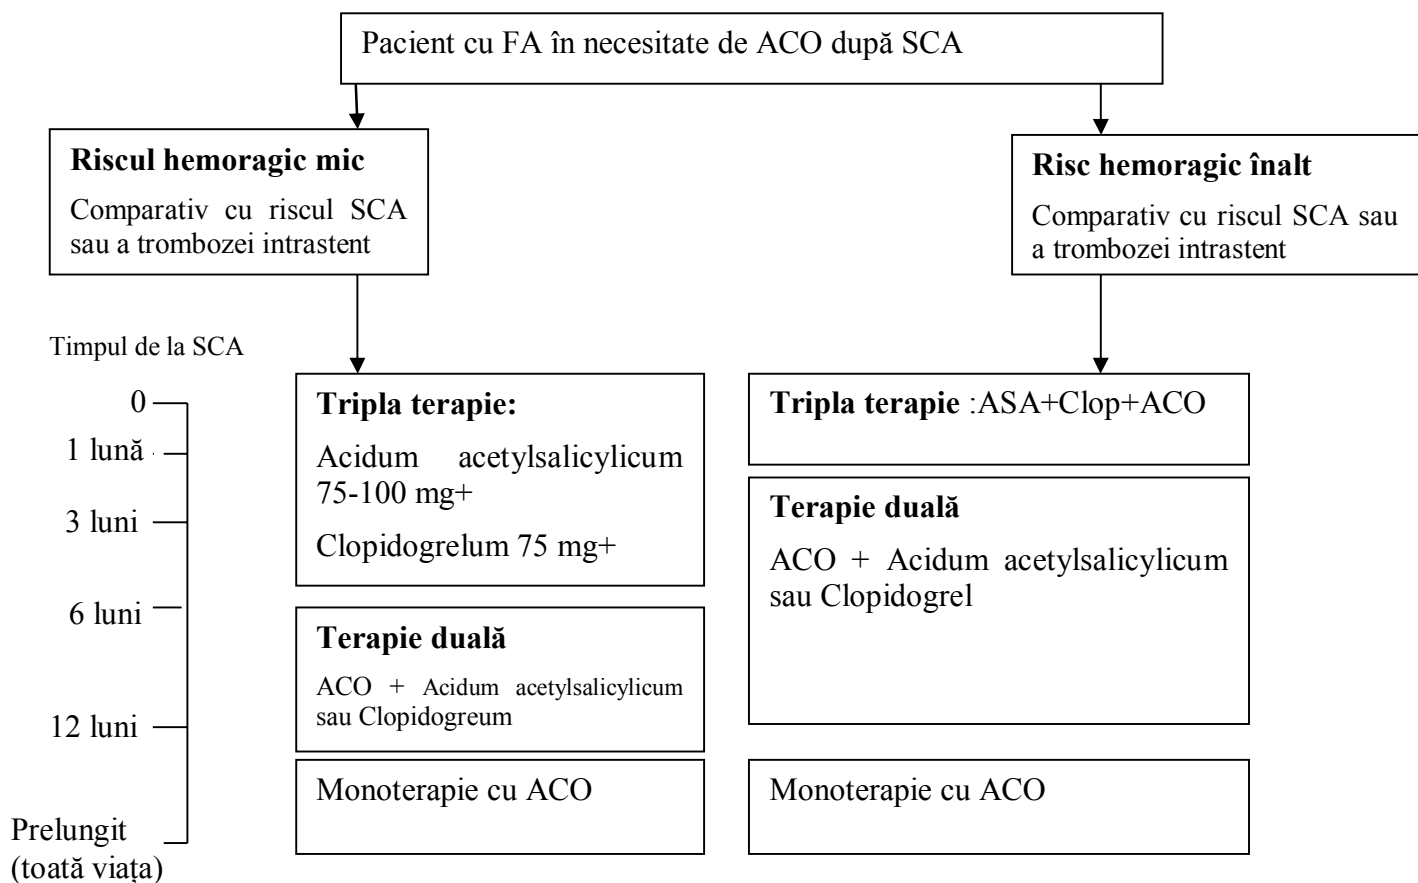 Pacient cu FA în necesitate de ACO după SCA
Riscul hemoragic mic
Comparativ cu riscul SCA
sau a trombozei intrastent
Risc hemoragic înalt
Comparativ cu riscul SCA sau
a trombozei intrastent
Timpul de la SCA
0
1 lună
3 luni
6 luni
12 luni
Prelungit
(toată viața)
Tripla terapie:
Acidum acetylsalicylicum
75-100 mg+
Clopidogrelum 75 mg+
Terapie duală
ACO + Acidum acetylsalicylicum
sau Clopidogreum
Monoterapie cu ACO
Tripla terapie :ASA+Clop+ACO
Terapie duală
ACO + Acidum acetylsalicylicum
sau Clopidogrel
Monoterapie cu ACO